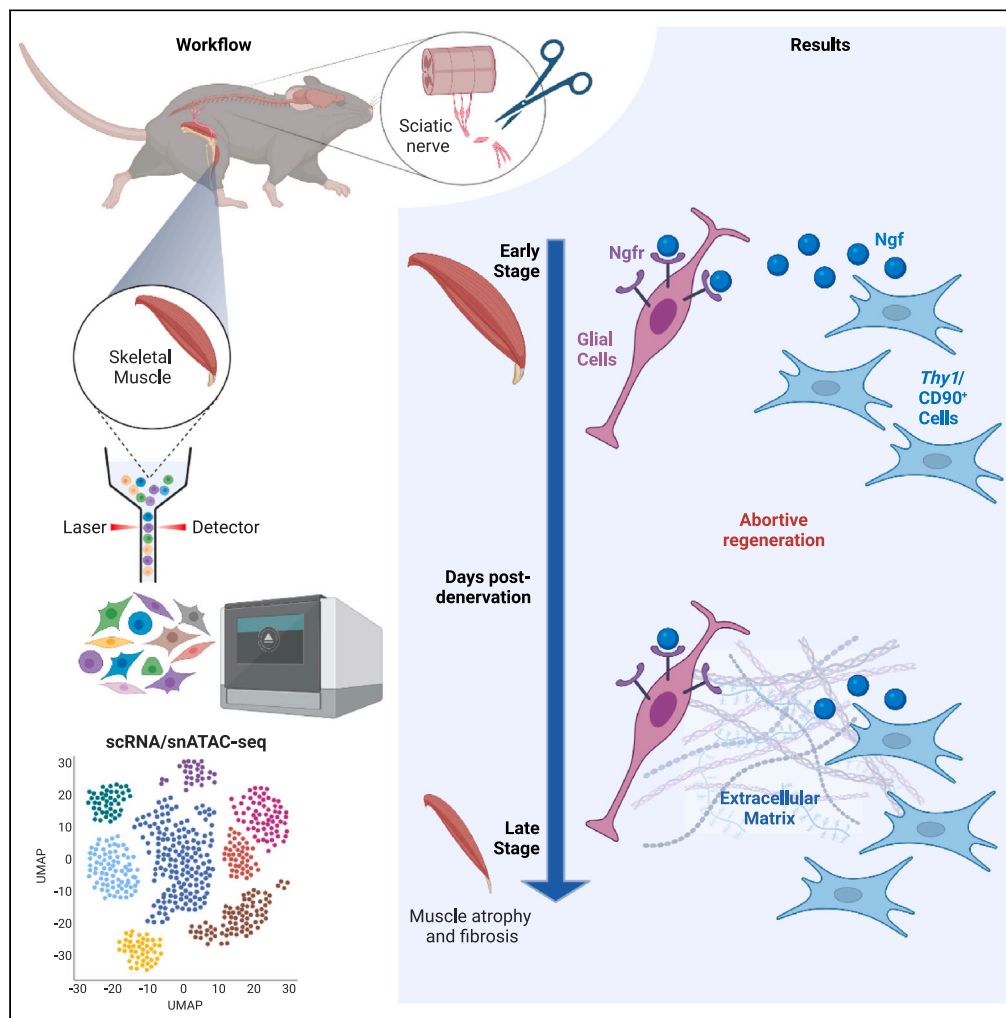 Workflow
Results
Sciatic
nerve
Skeletal
Muscle
Laser
Detector
scRNA/snATAC-seq
30
20
10
0
-10
-20
-30
UMAP
-30
-20
-10
0
10
20
30
UMAP
Early
Stage
Ngfr
Ngf
Glial
Cells
Thy1/
CD90⁺
Cells
Abortive
regeneration
Days post-
denervation
Extracellular
Matrix
Late
Stage
Muscle atrophy
and fibrosis